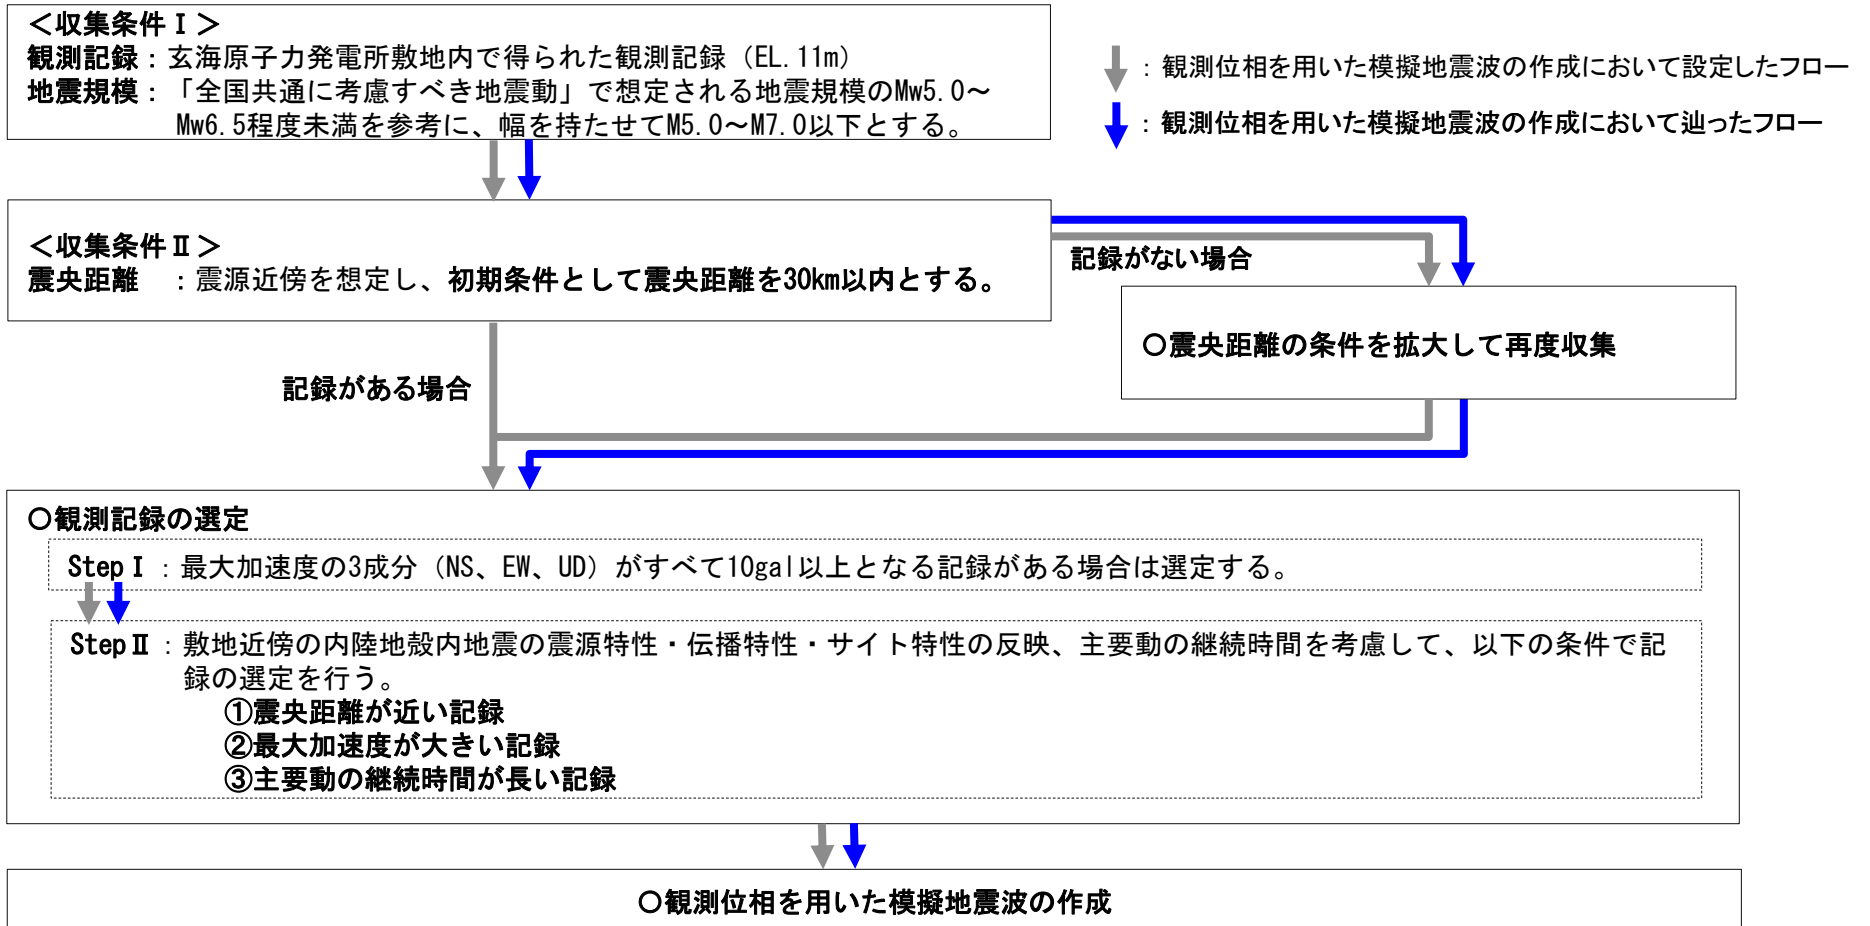 ＜収集条件Ⅰ＞
観測記録：玄海原子力発電所敷地内で得られた観測記録（EL.11m）
地震規模：「全国共通に考慮すべき地震動」で想定される地震規模のMw5.0～
Mw6.5程度未満を参考に、幅を持たせてM5.0～M7.0以下とする。
：観測位相を用いた模擬地震波の作成において設定したフロー
：観測位相を用いた模擬地震波の作成において辿ったフロー
＜収集条件Ⅱ＞
震央距離　：震源近傍を想定し、初期条件として震央距離を30km以内とする。
記録がない場合
○震央距離の条件を拡大して再度収集
記録がある場合
○観測記録の選定
StepⅠ：最大加速度の3成分（NS、EW、UD）がすべて10gal以上となる記録がある場合は選定する。
StepⅡ：敷地近傍の内陸地殻内地震の震源特性・伝播特性・サイト特性の反映、主要動の継続時間を考慮して、以下の条件で記
録の選定を行う。
①震央距離が近い記録
②最大加速度が大きい記録
③主要動の継続時間が長い記録
○観測位相を用いた模擬地震波の作成